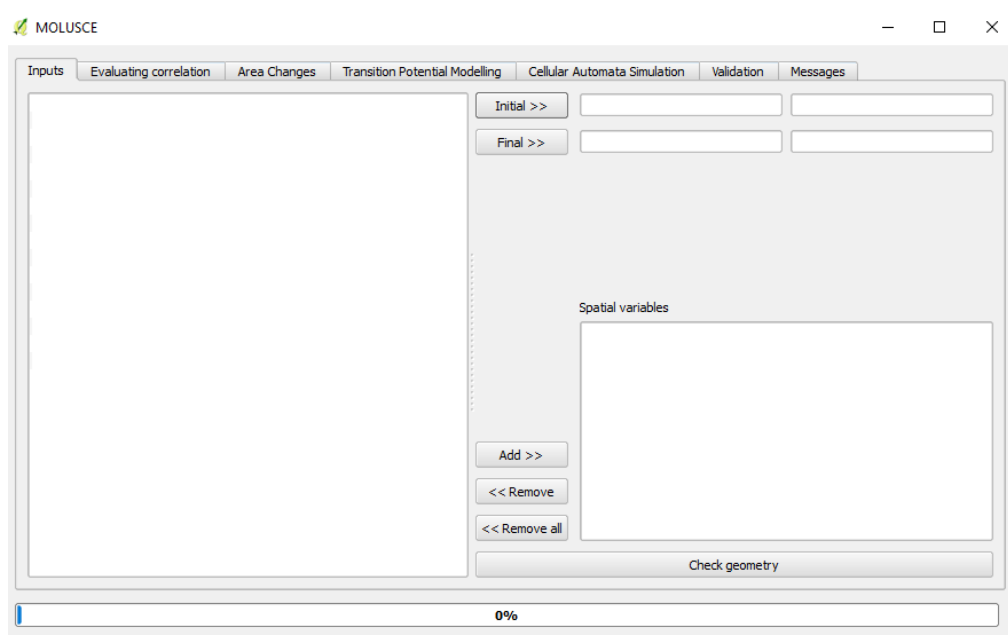 MOLUSCE
Inputs Evaluating correlation Area Changes Transition Potential Modelling Cellular Automata Simulation Validation Messages
Initial >>
Final >>
Spatial variables
Add >>
<< Remove
<< Remove all
Check geometry
0%